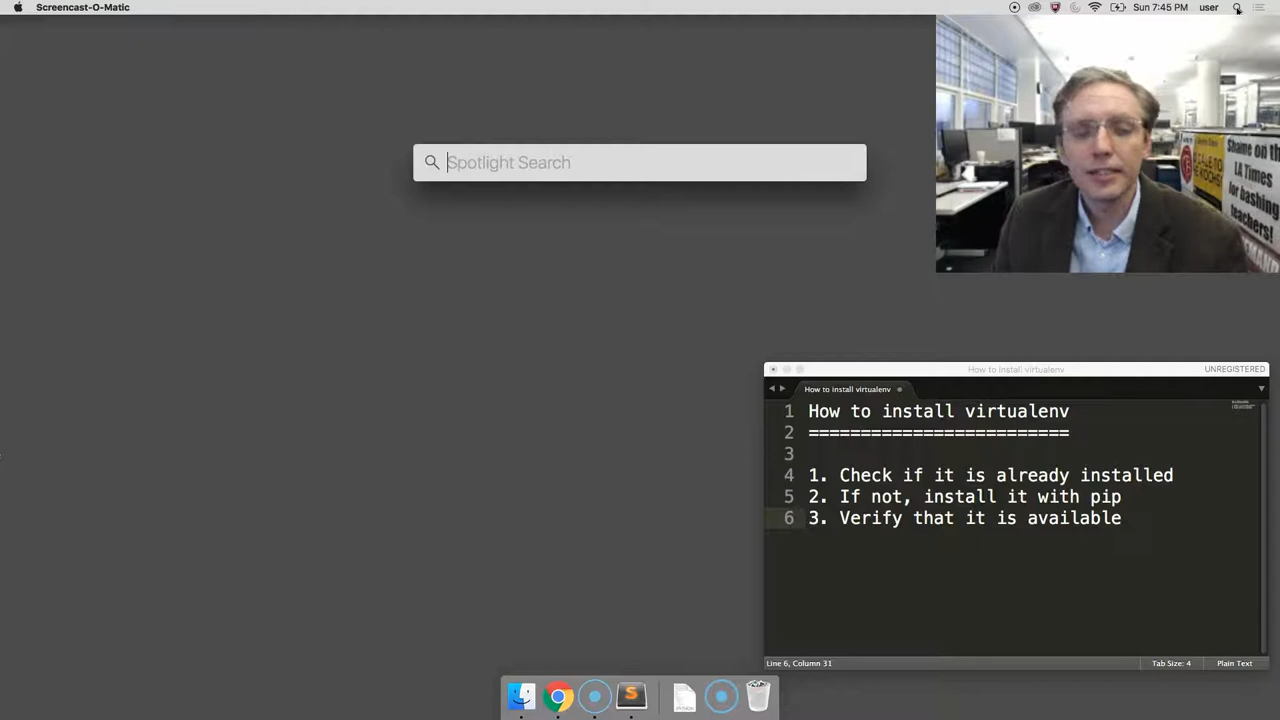 Screencast-O-Matic
Sun 7:45 PM
user
Spotlight Search
Shame on the
LA Times
for bashing
teachers!
How to install virtualenv
UNREGISTERED
How to install virtualenv
1 How to install virtualenv
2 =========================
3
4 1. Check if it is already installed
5 2. If not, install it with pip
6 3. Verify that it is available
Line 6, Column 31
Tab Size: 4
Plain Text